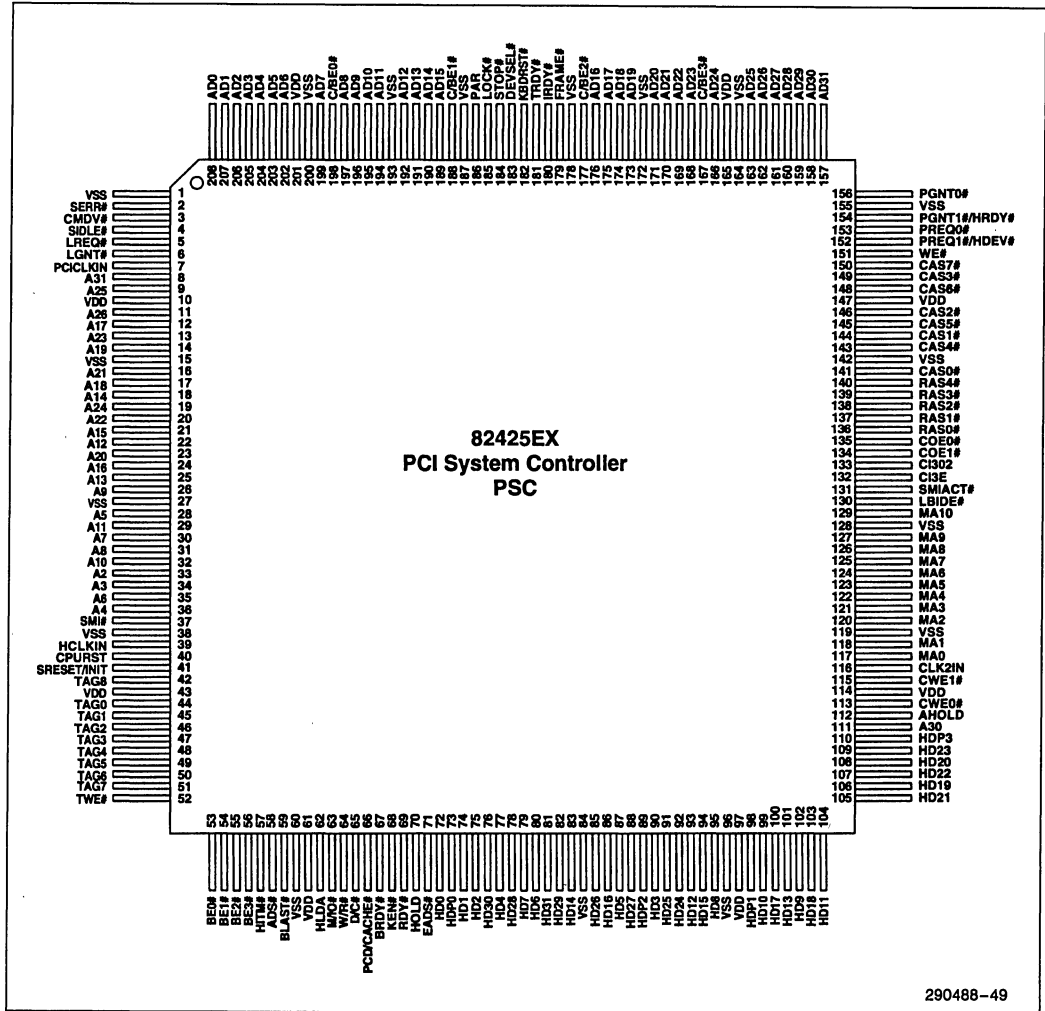 AD0 AD1 AD2 AD3 AD4 AD5 AD6 VDD VSS AD7 C/BE0# AD8 AD9 AD10 AD11 VSS AD12 AD13 AD14 AD15 C/BE1# VSS PAR LOCK# STOP# DEVSEL# KBDRST# TRDY# IRDY# FRAME# VSS C/BE2# AD16 AD17 AD18 AD19 VSS AD20 AD21 AD22 AD23 C/BE3# AD24 VDD VSS AD25 AD26 AD27 AD28 AD29 AD30 AD31
208 207 206 205 204 203 202 201 200 199 198 197 196 195 194 193 192 191 190 189 188 187 186 185 184 183 182 181 180 179 178 177 176 175 174 173 172 171 170 169 168 167 166 165 164 163 162 161 160 159 158 157
VSS 1
SERR# 2
CMDV# 3
SIDLE# 4
LREQ# 5
LGNT# 6
PCICLKIN 7
A31 8
A25 9
VDD 10
A26 11
A17 12
A23 13
A19 14
VSS 15
A21 16
A18 17
A14 18
A24 19
A22 20
A15 21
A12 22
A20 23
A16 24
A13 25
A9 26
VSS 27
A5 28
A11 29
A7 30
A8 31
A10 32
A2 33
A3 34
A6 35
A4 36
SMI# 37
VSS 38
HCLKIN 39
CPURST 40
SRESET/INIT 41
TAG8 42
VDD 43
TAG0 44
TAG1 45
TAG2 46
TAG3 47
TAG4 48
TAG5 49
TAG6 50
TAG7 51
TWE# 52
82425EX
PCI System Controller
PSC
156 PGNT0#
155 VSS
154 PGNT1#/HRDY#
153 PREQ0#
152 PREQ1#/HDEV#
151 WE#
150 CAS7#
149 CAS3#
148 CAS6#
147 VDD
146 CAS2#
145 CAS5#
144 CAS1#
143 CAS4#
142 VSS
141 CAS0#
140 RAS4#
139 RAS3#
138 RAS2#
137 RAS1#
136 RAS0#
135 COE0#
134 COE1#
133 CI302
132 CI3E
131 SMIACT#
130 LBIDE#
129 MA10
128 VSS
127 MA9
126 MA8
125 MA7
124 MA6
123 MA5
122 MA4
121 MA3
120 MA2
119 VSS
118 MA1
117 MA0
116 CLK2IN
115 CWE1#
114 VDD
113 CWE0#
112 AHOLD
111 A30
110 HDP3
109 HD23
108 HD20
107 HD22
106 HD19
105 HD21
53 54 55 56 57 58 59 60 61 62 63 64 65 66 67 68 69 70 71 72 73 74 75 76 77 78 79 80 81 82 83 84 85 86 87 88 89 90 91 92 93 94 95 96 97 98 99 100 101 102 103 104
BE0# BE1# BE2# BE3# HITM# ADS# BLAST# VSS VDD HLDA M/IO# W/R# D/C# PCD/CACHE# BRDY# KEN# RDY# HOLD EADS# HD0 HDP0 HD1 HD2 HD30 HD4 HD28 HD7 HD6 HD31 HD29 HD14 VSS HD26 HD16 HD5 HD27 HDP2 HD3 HD25 HD24 HD12 HD15 HD8 VSS VDD HDP1 HD10 HD17 HD13 HD9 HD18 HD11
290488-49